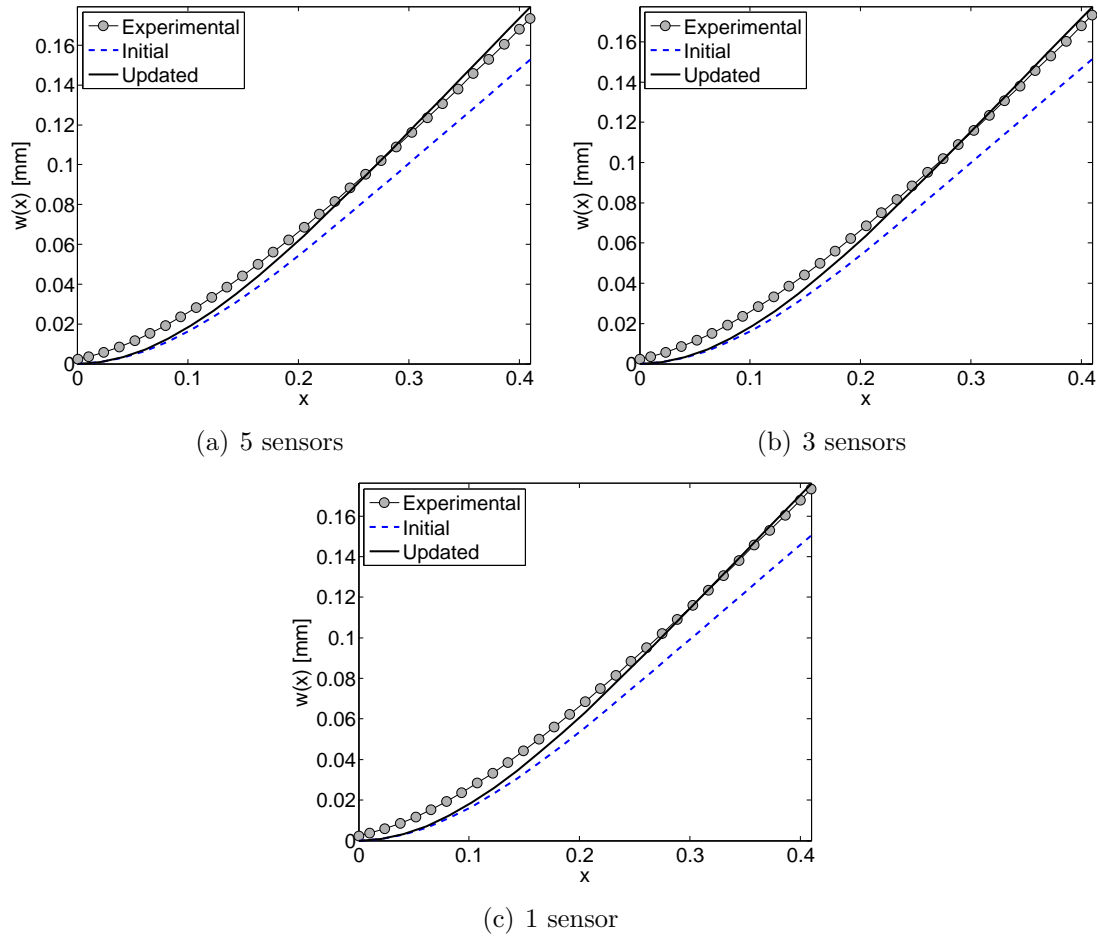 Experimental
Initial
Updated
w(x) [mm]
0.16
0.14
0.12
0.1
0.08
0.06
0.04
0.02
0
0 0.1 0.2 0.3 0.4
x
(a) 5 sensors
Experimental
Initial
Updated
w(x) [mm]
0.16
0.14
0.12
0.1
0.08
0.06
0.04
0.02
0
0 0.1 0.2 0.3 0.4
x
(b) 3 sensors
Experimental
Initial
Updated
w(x) [mm]
0.16
0.14
0.12
0.1
0.08
0.06
0.04
0.02
0
0 0.1 0.2 0.3 0.4
x
(c) 1 sensor